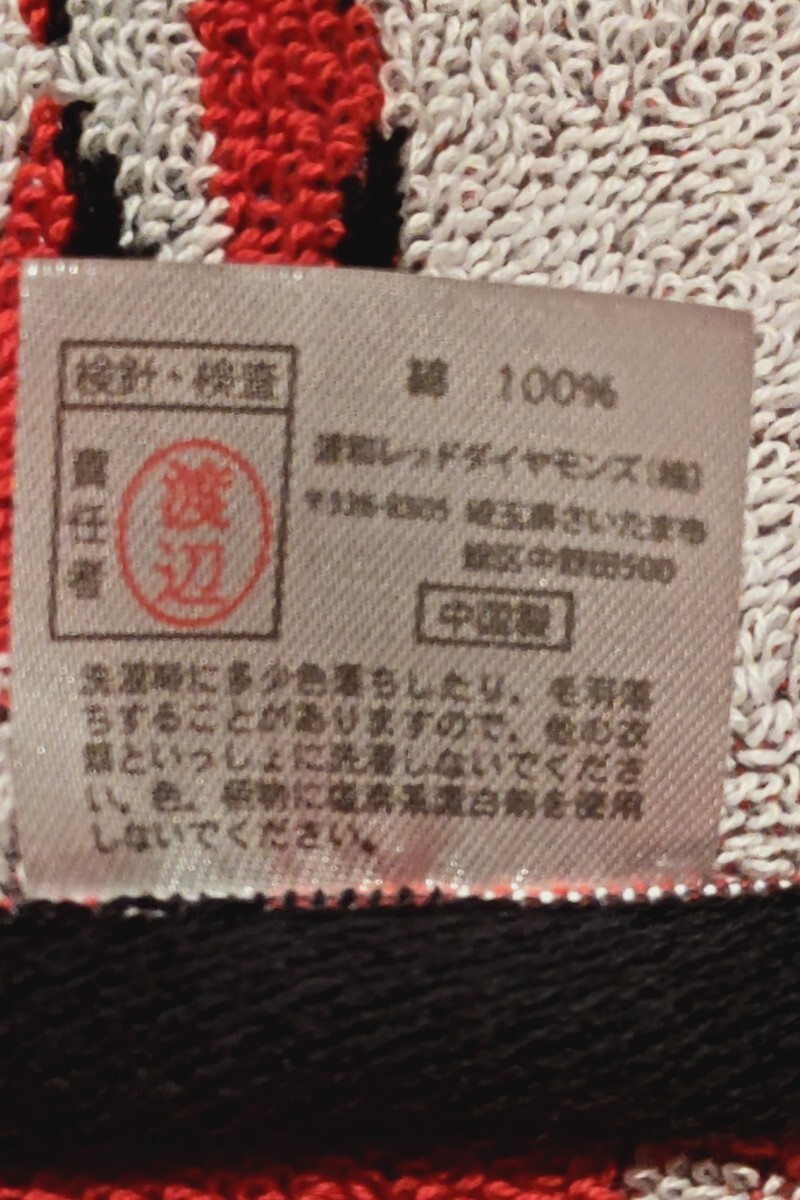 検針・検査
責任者
渡辺
綿 100%
浦和レッドダイヤモンズ(株)
埼玉県さいたま市
緑区中野田500
中国製
洗濯時に多少色落ちしたり、毛羽落
ちすることがありますので、他の衣
類といっしょに洗濯しないでくださ
い。色、柄物に塩素系蛋白剤を使用
しないでください。